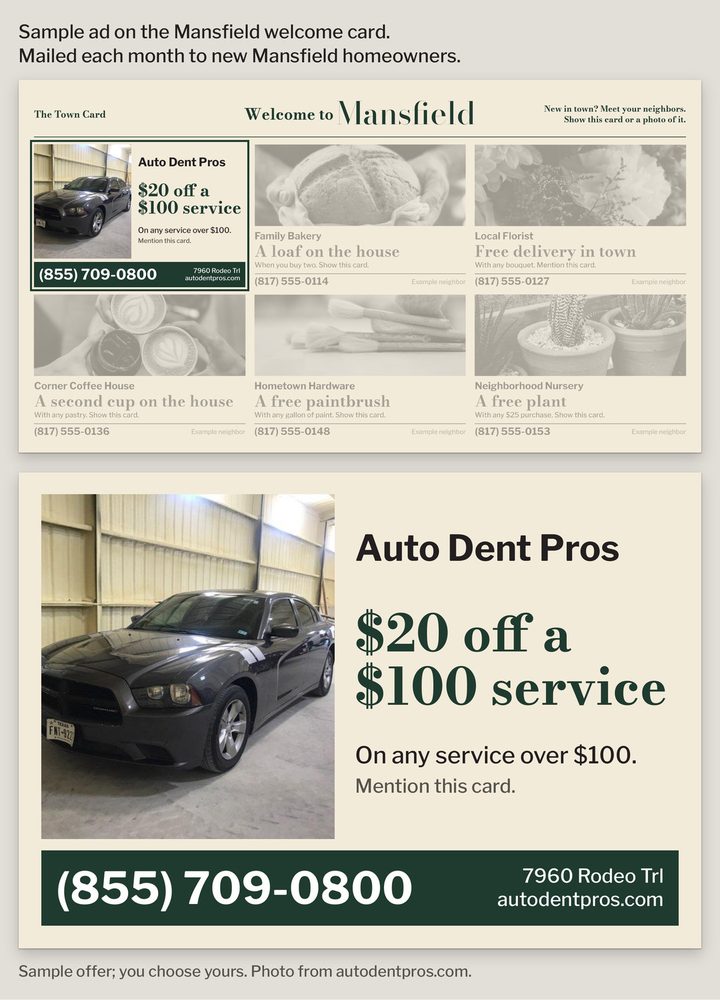 Sample ad on the Mansfield welcome card.
Mailed each month to new Mansfield homeowners.
The Town Card
Welcome to Mansfield
New in town? Meet your neighbors.
Show this card or a photo of it.
Auto Dent Pros
$20 off a
$100 service
On any service over $100.
Mention this card.
(855) 709-0800
7960 Rodeo Trl
autodentpros.com
Family Bakery
A loaf on the house
When you buy two. Show this card.
(817) 555-0114
Example neighbor
Local Florist
Free delivery in town
With any bouquet. Mention this card.
(817) 555-0127
Example neighbor
Corner Coffee House
A second cup on the house
With any pastry. Show this card.
(817) 555-0136
Example neighbor
Hometown Hardware
A free paintbrush
With any gallon of paint. Show this card.
(817) 555-0148
Example neighbor
Neighborhood Nursery
A free plant
With any $25 purchase. Show this card.
(817) 555-0153
Example neighbor
TEXAS
Auto Dent Pros
$20 off a
$100 service
On any service over $100.
Mention this card.
(855) 709-0800
7960 Rodeo Trl
autodentpros.com
Sample offer; you choose yours. Photo from autodentpros.com.